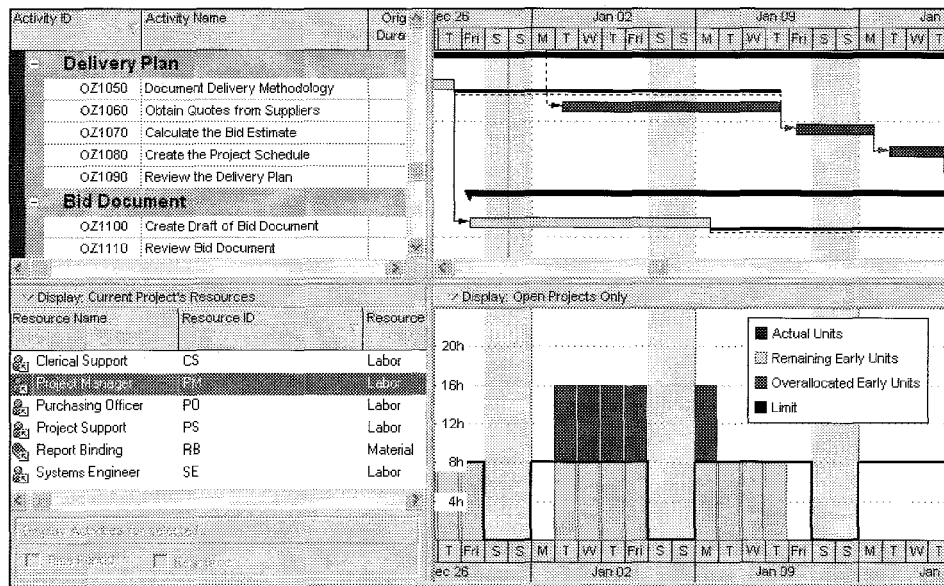 Activity ID Activity Name Orig Dura
Delivery Plan
OZ1050 Document Delivery Methodology
OZ1060 Obtain Quotes from Suppliers
OZ1070 Calculate the Bid Estimate
OZ1080 Create the Project Schedule
OZ1090 Review the Delivery Plan
Bid Document
OZ1100 Create Draft of Bid Document
OZ1110 Review Bid Document
ec 26 Jan 02 Jan 09 Jan
T Fri S S M T W T Fri S S M T W T Fri S S M T W T
Display: Current Project's Resources
Resource Name Resource ID Resource
Clerical Support CS Labor
Project Manager PM Labor
Purchasing Officer PO Labor
Project Support PS Labor
Report Binding RB Material
Systems Engineer SE Labor
Display: Open Projects Only
Actual Units
Remaining Early Units
Overallocated Early Units
Limit
20h
16h
12h
8h
4h
T Fri S S M T W T Fri S S M T W T Fri S S M T W T
ec 26 Jan 02 Jan 09 Jan